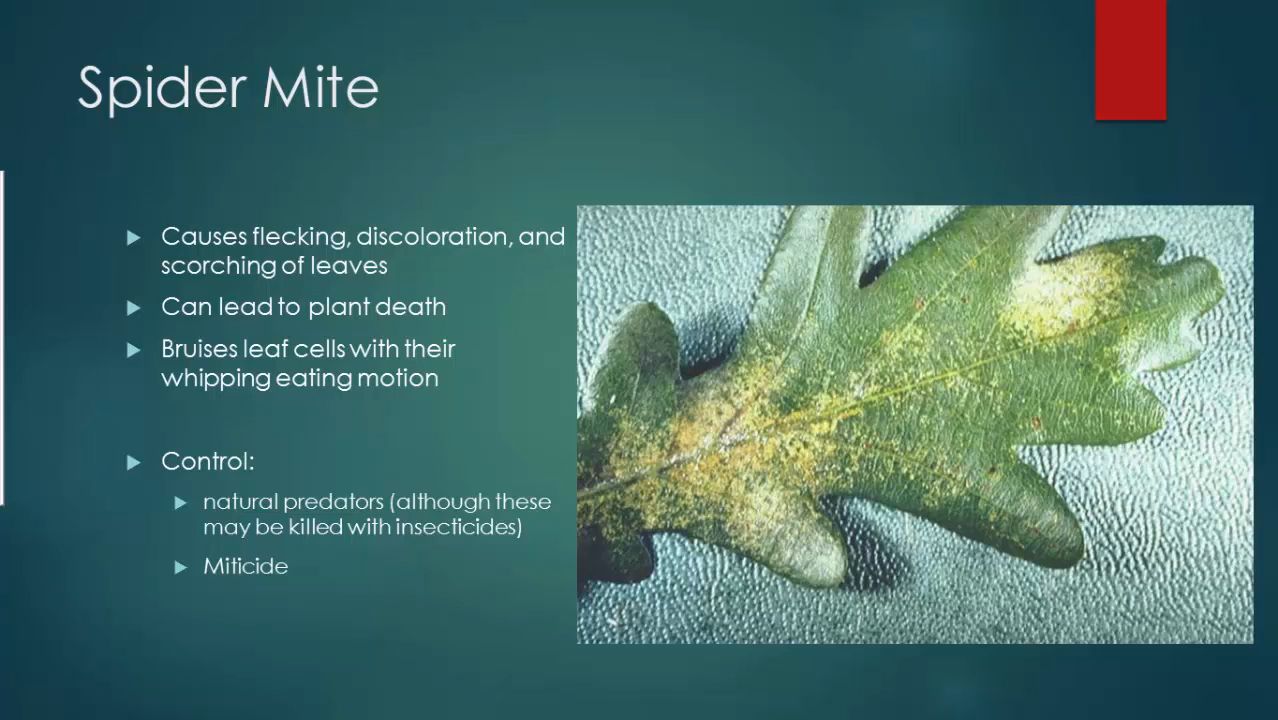 Spider Mite
Causes flecking, discoloration, and
scorching of leaves
Can lead to plant death
Bruises leaf cells with their
whipping eating motion
Control:
natural predators (although these
may be killed with insecticides)
Miticide